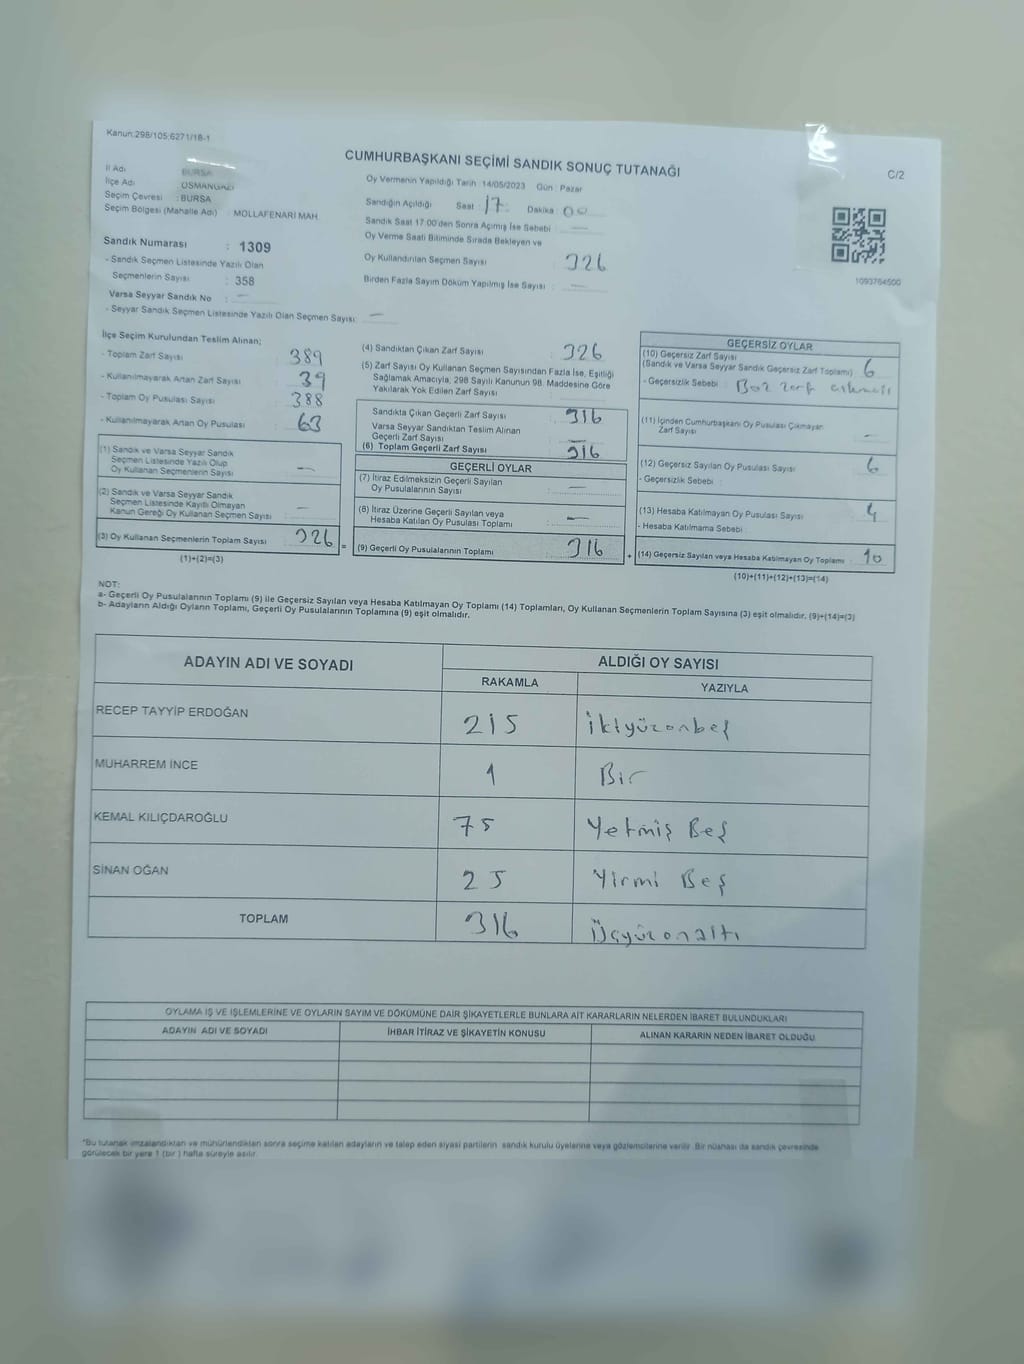 Kanun:298/105;6271/18-1
CUMHURBAŞKANI SEÇİMİ SANDIK SONUÇ TUTANAĞI
C/2
İl Adı : BURSA
İlçe Adı : OSMANGAZİ
Seçim Çevresi : BURSA
Seçim Bölgesi (Mahalle Adı) : MOLLAFENARİ MAH.
Oy Vermenin Yapıldığı Tarih : 14/05/2023 Gün : Pazar
Sandığın Açıldığı Saat : 17 Dakika : 00
Sandık Saat 17:00'den Sonra Açımış İse Sebebi : —
Oy Verme Saati Bitiminde Sırada Bekleyen ve
Oy Kullandırılan Seçmen Sayısı : 326
Birden Fazla Sayım Döküm Yapılmış İse Sayısı : —
1093764500
Sandık Numarası : 1309
- Sandık Seçmen Listesinde Yazılı Olan
Seçmenlerin Sayısı : 358
Varsa Seyyar Sandık No : —
- Seyyar Sandık Seçmen Listesinde Yazılı Olan Seçmen Sayısı: —
İlçe Seçim Kurulundan Teslim Alınan;
- Toplam Zarf Sayısı : 389
- Kullanılmayarak Artan Zarf Sayısı : 39
- Toplam Oy Pusulası Sayısı : 388
- Kullanılmayarak Artan Oy Pusulası : 63
(1) Sandık ve Varsa Seyyar Sandık
Seçmen Listesinde Yazılı Olup
Oy Kullanan Seçmenlerin Sayısı : —
(2) Sandık ve Varsa Seyyar Sandık
Seçmen Listesinde Kayıtlı Olmayan
Kanun Gereği Oy Kullanan Seçmen Sayısı : —
(3) Oy Kullanan Seçmenlerin Toplam Sayısı : 326 =
(1)+(2)=(3)
(4) Sandıktan Çıkan Zarf Sayısı : 326
(5) Zarf Sayısı Oy Kullanan Seçmen Sayısından Fazla İse, Eşitliği
Sağlamak Amacıyla, 298 Sayılı Kanunun 98. Maddesine Göre
Yakılarak Yok Edilen Zarf Sayısı :
Sandıkta Çıkan Geçerli Zarf Sayısı : 316
Varsa Seyyar Sandıktan Teslim Alınan
Geçerli Zarf Sayısı : —
(6) Toplam Geçerli Zarf Sayısı : 316
GEÇERLİ OYLAR
(7) İtiraz Edilmeksizin Geçerli Sayılan
Oy Pusulalarının Sayısı : —
(8) İtiraz Üzerine Geçerli Sayılan veya
Hesaba Katılan Oy Pusulası Toplamı : —
(9) Geçerli Oy Pusulalarının Toplamı : 316 +
GEÇERSİZ OYLAR
(10) Geçersiz Zarf Sayısı
(Sandık ve Varsa Seyyar Sandık Geçersiz Zarf Toplamı) : 6
- Geçersizlik Sebebi : Boz zarf
(11) İçinden Cumhurbaşkanı Oy Pusulası Çıkmayan
Zarf Sayısı : —
(12) Geçersiz Sayılan Oy Pusulası Sayısı : 6
- Geçersizlik Sebebi :
(13) Hesaba Katılmayan Oy Pusulası Sayısı : 4
- Hesaba Katılmama Sebebi :
(14) Geçersiz Sayılan veya Hesaba Katılmayan Oy Toplamı : 10
(10)+(11)+(12)+(13)=(14)
NOT:
a- Geçerli Oy Pusulalarının Toplamı (9) ile Geçersiz Sayılan veya Hesaba Katılmayan Oy Toplamı (14) Toplamları, Oy Kullanan Seçmenlerin Toplam Sayısına (3) eşit olmalıdır. (9)+(14)=(3)
b- Adayların Aldığı Oyların Toplamı, Geçerli Oy Pusulalarının Toplamına (9) eşit olmalıdır.
ADAYIN ADI VE SOYADI ALDIĞI OY SAYISI
RAKAMLA YAZIYLA
RECEP TAYYİP ERDOĞAN 215 ikiyüzonbeş
MUHARREM İNCE 1 Bir
KEMAL KILIÇDAROĞLU 75 Yetmiş Beş
SİNAN OĞAN 25 Yirmi Beş
TOPLAM 316 Üçyüzonaltı
OYLAMA İŞ VE İŞLEMLERİNE VE OYLARIN SAYIM VE DÖKÜMÜNE DAİR ŞİKAYETLERLE BUNLARA AİT KARARLARIN NELERDEN İBARET BULUNDUKLARI
ADAYIN ADI VE SOYADI İHBAR İTİRAZ VE ŞİKAYETİN KONUSU ALINAN KARARIN NEDEN İBARET OLDUĞU
*Bu tutanak imzalandıktan ve mühürlendikten sonra seçime katılan adayların ve talep eden siyasi partilerin sandık kurulu üyelerine veya gözlemcilerine verilir. Bir nüshası da sandık çevresinde
görülecek bir yere 1 (bir ) hafta süreyle asılır.